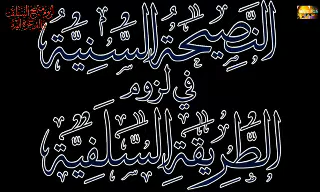 النَّصِيحَةُ السَّنِيَّةُ
فِي لُزُومِ
الطَّرِيقَةِ السَّلَفِيَّةِ